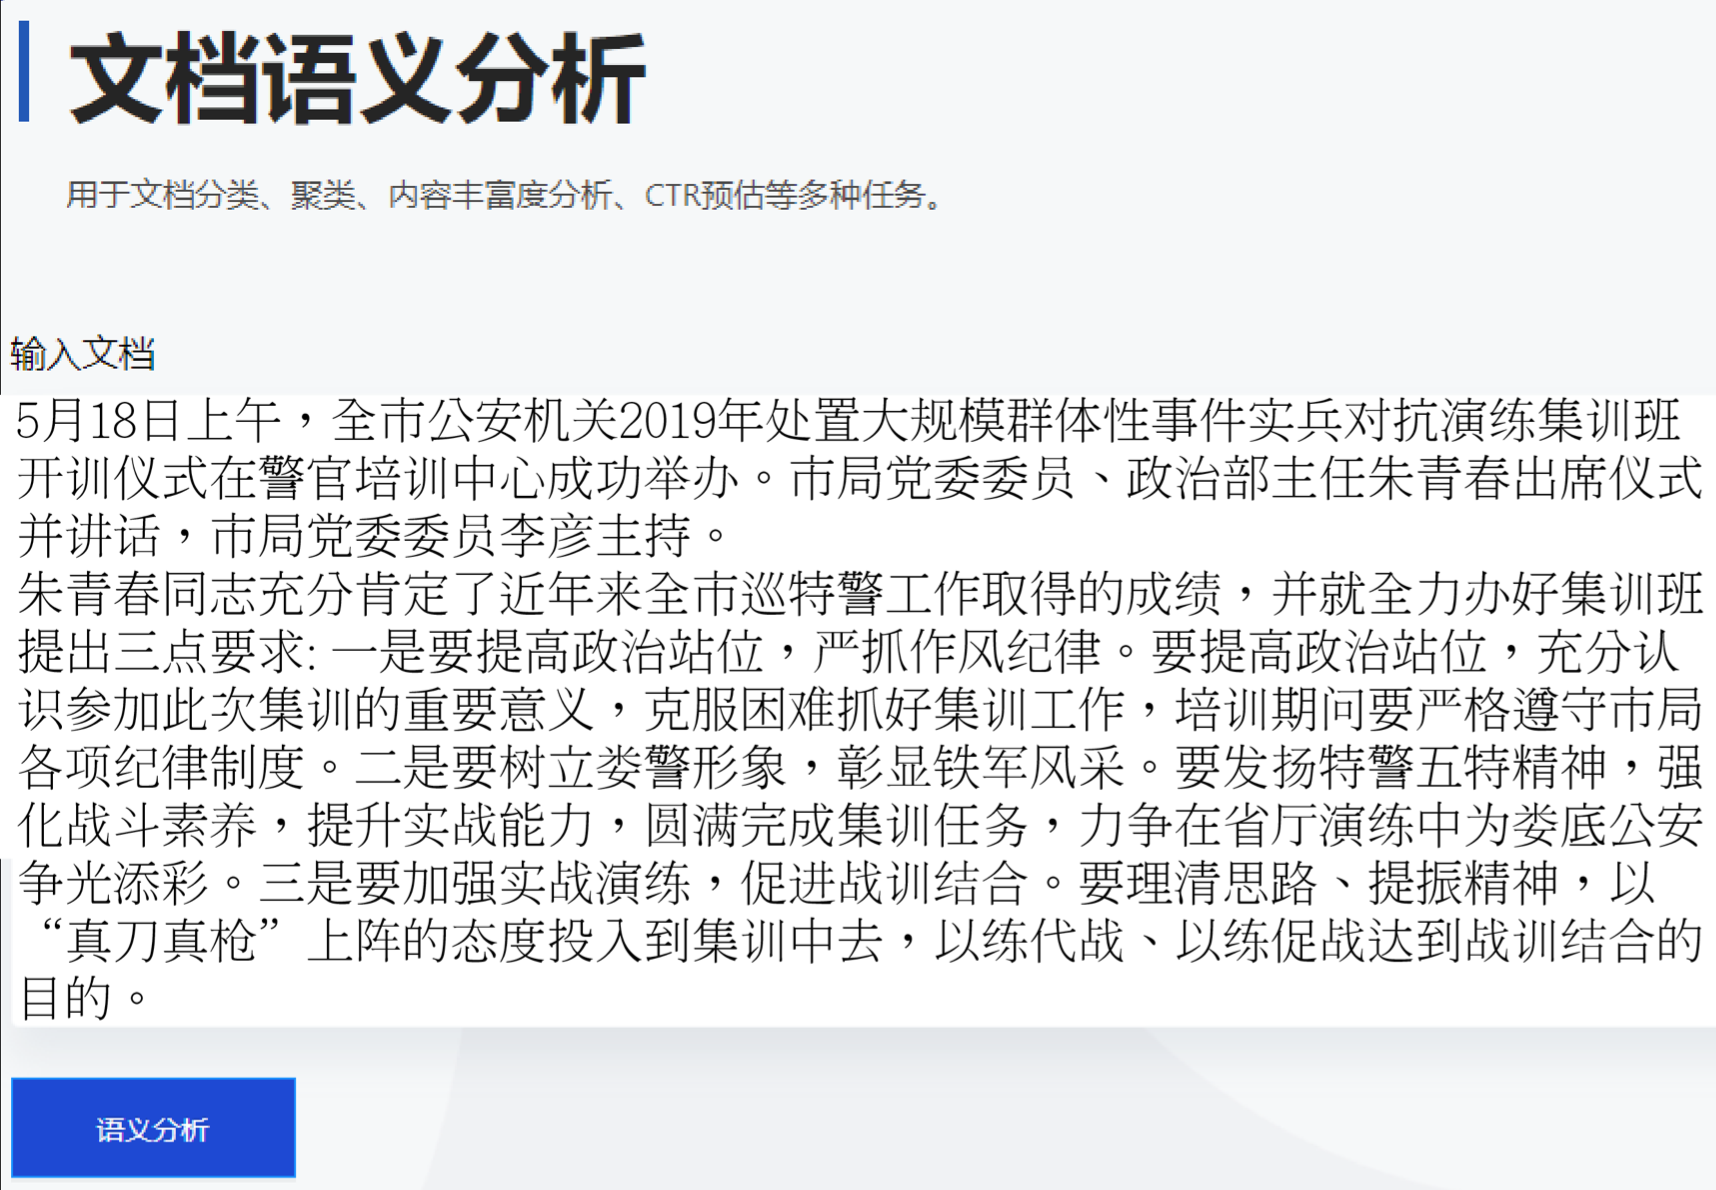 文档语义分析
用于文档分类、聚类、内容丰富度分析、CTR预估等多种任务。
输入文档
5月18日上午，全市公安机关2019年处置大规模群体性事件实兵对抗演练集训班
开训仪式在警官培训中心成功举办。市局党委委员、政治部主任朱青春出席仪式
并讲话，市局党委委员李彦主持。
朱青春同志充分肯定了近年来全市巡特警工作取得的成绩，并就全力办好集训班
提出三点要求: 一是要提高政治站位，严抓作风纪律。要提高政治站位，充分认
识参加此次集训的重要意义，克服困难抓好集训工作，培训期问要严格遵守市局
各项纪律制度。二是要树立娄警形象，彰显铁军风采。要发扬特警五特精神，强
化战斗素养，提升实战能力，圆满完成集训任务，力争在省厅演练中为娄底公安
争光添彩。三是要加强实战演练，促进战训结合。要理清思路、提振精神，以
“真刀真枪”上阵的态度投入到集训中去，以练代战、以练促战达到战训结合的
目的。
语义分析